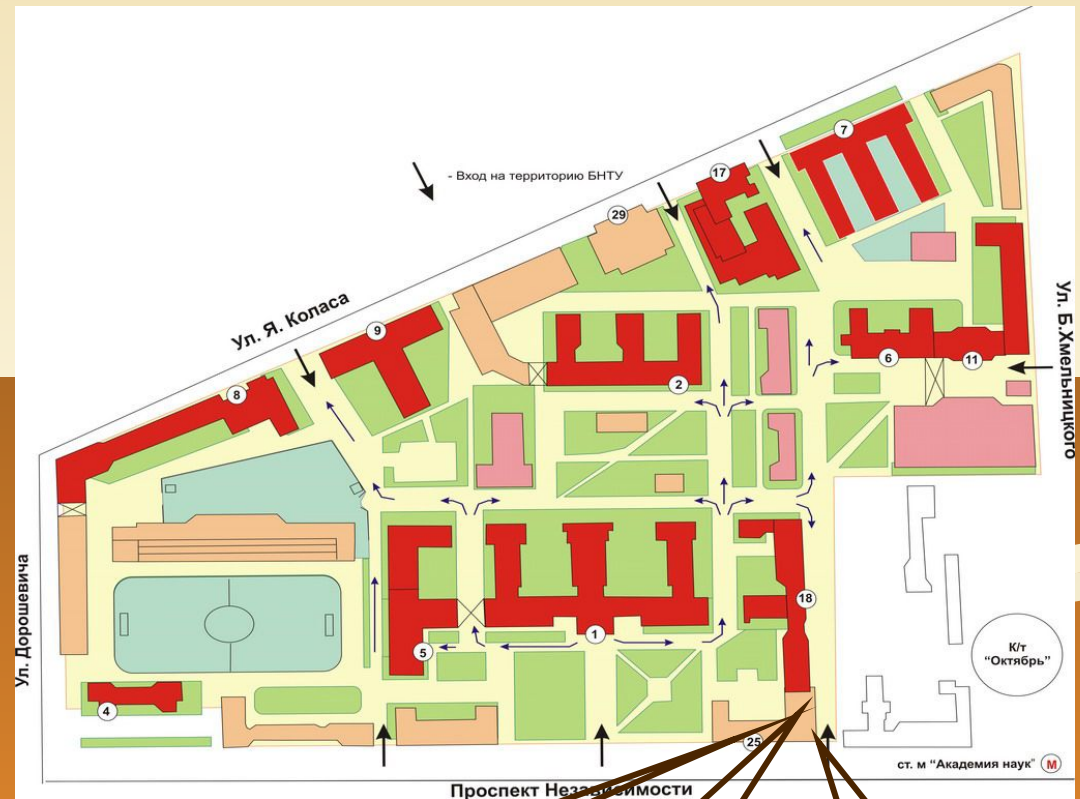 7
17
- Вход на территорию БНТУ
29
Ул. Я. Коласа
Ул. Б.Хмельницкого
9
6
11
2
8
18
1
К/т
"Октябрь"
5
Ул. Дорошевича
4
25
ст. м "Академия наук" М
Проспект Независимости